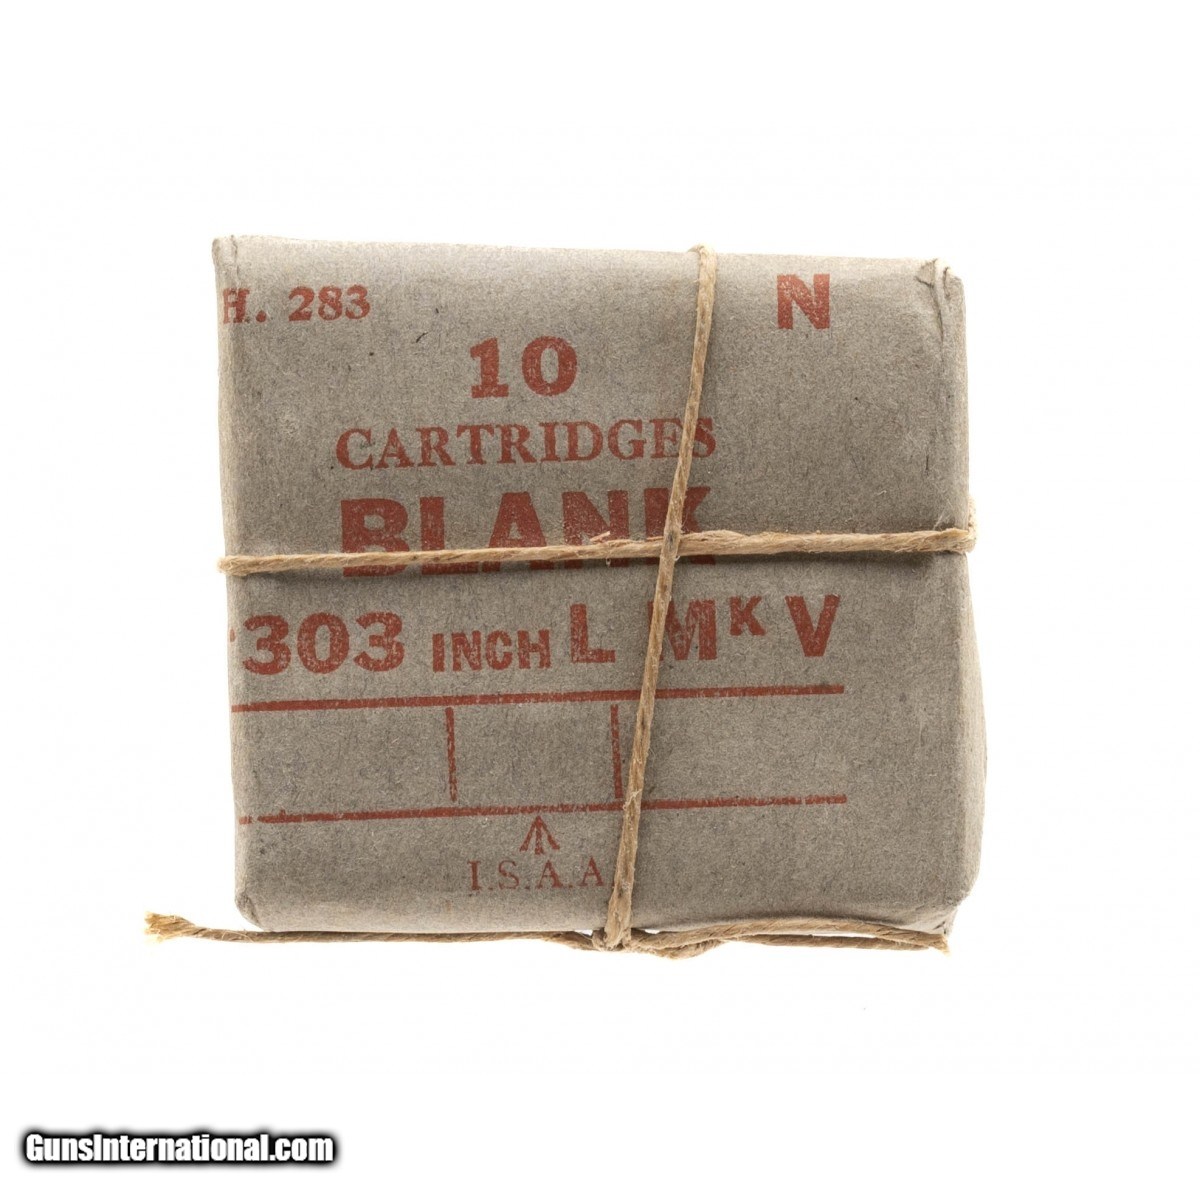 H. 283 N
10
CARTRIDGES
BLANK
·303 INCH L MK V
I.S.A.A
GunsInternational.com